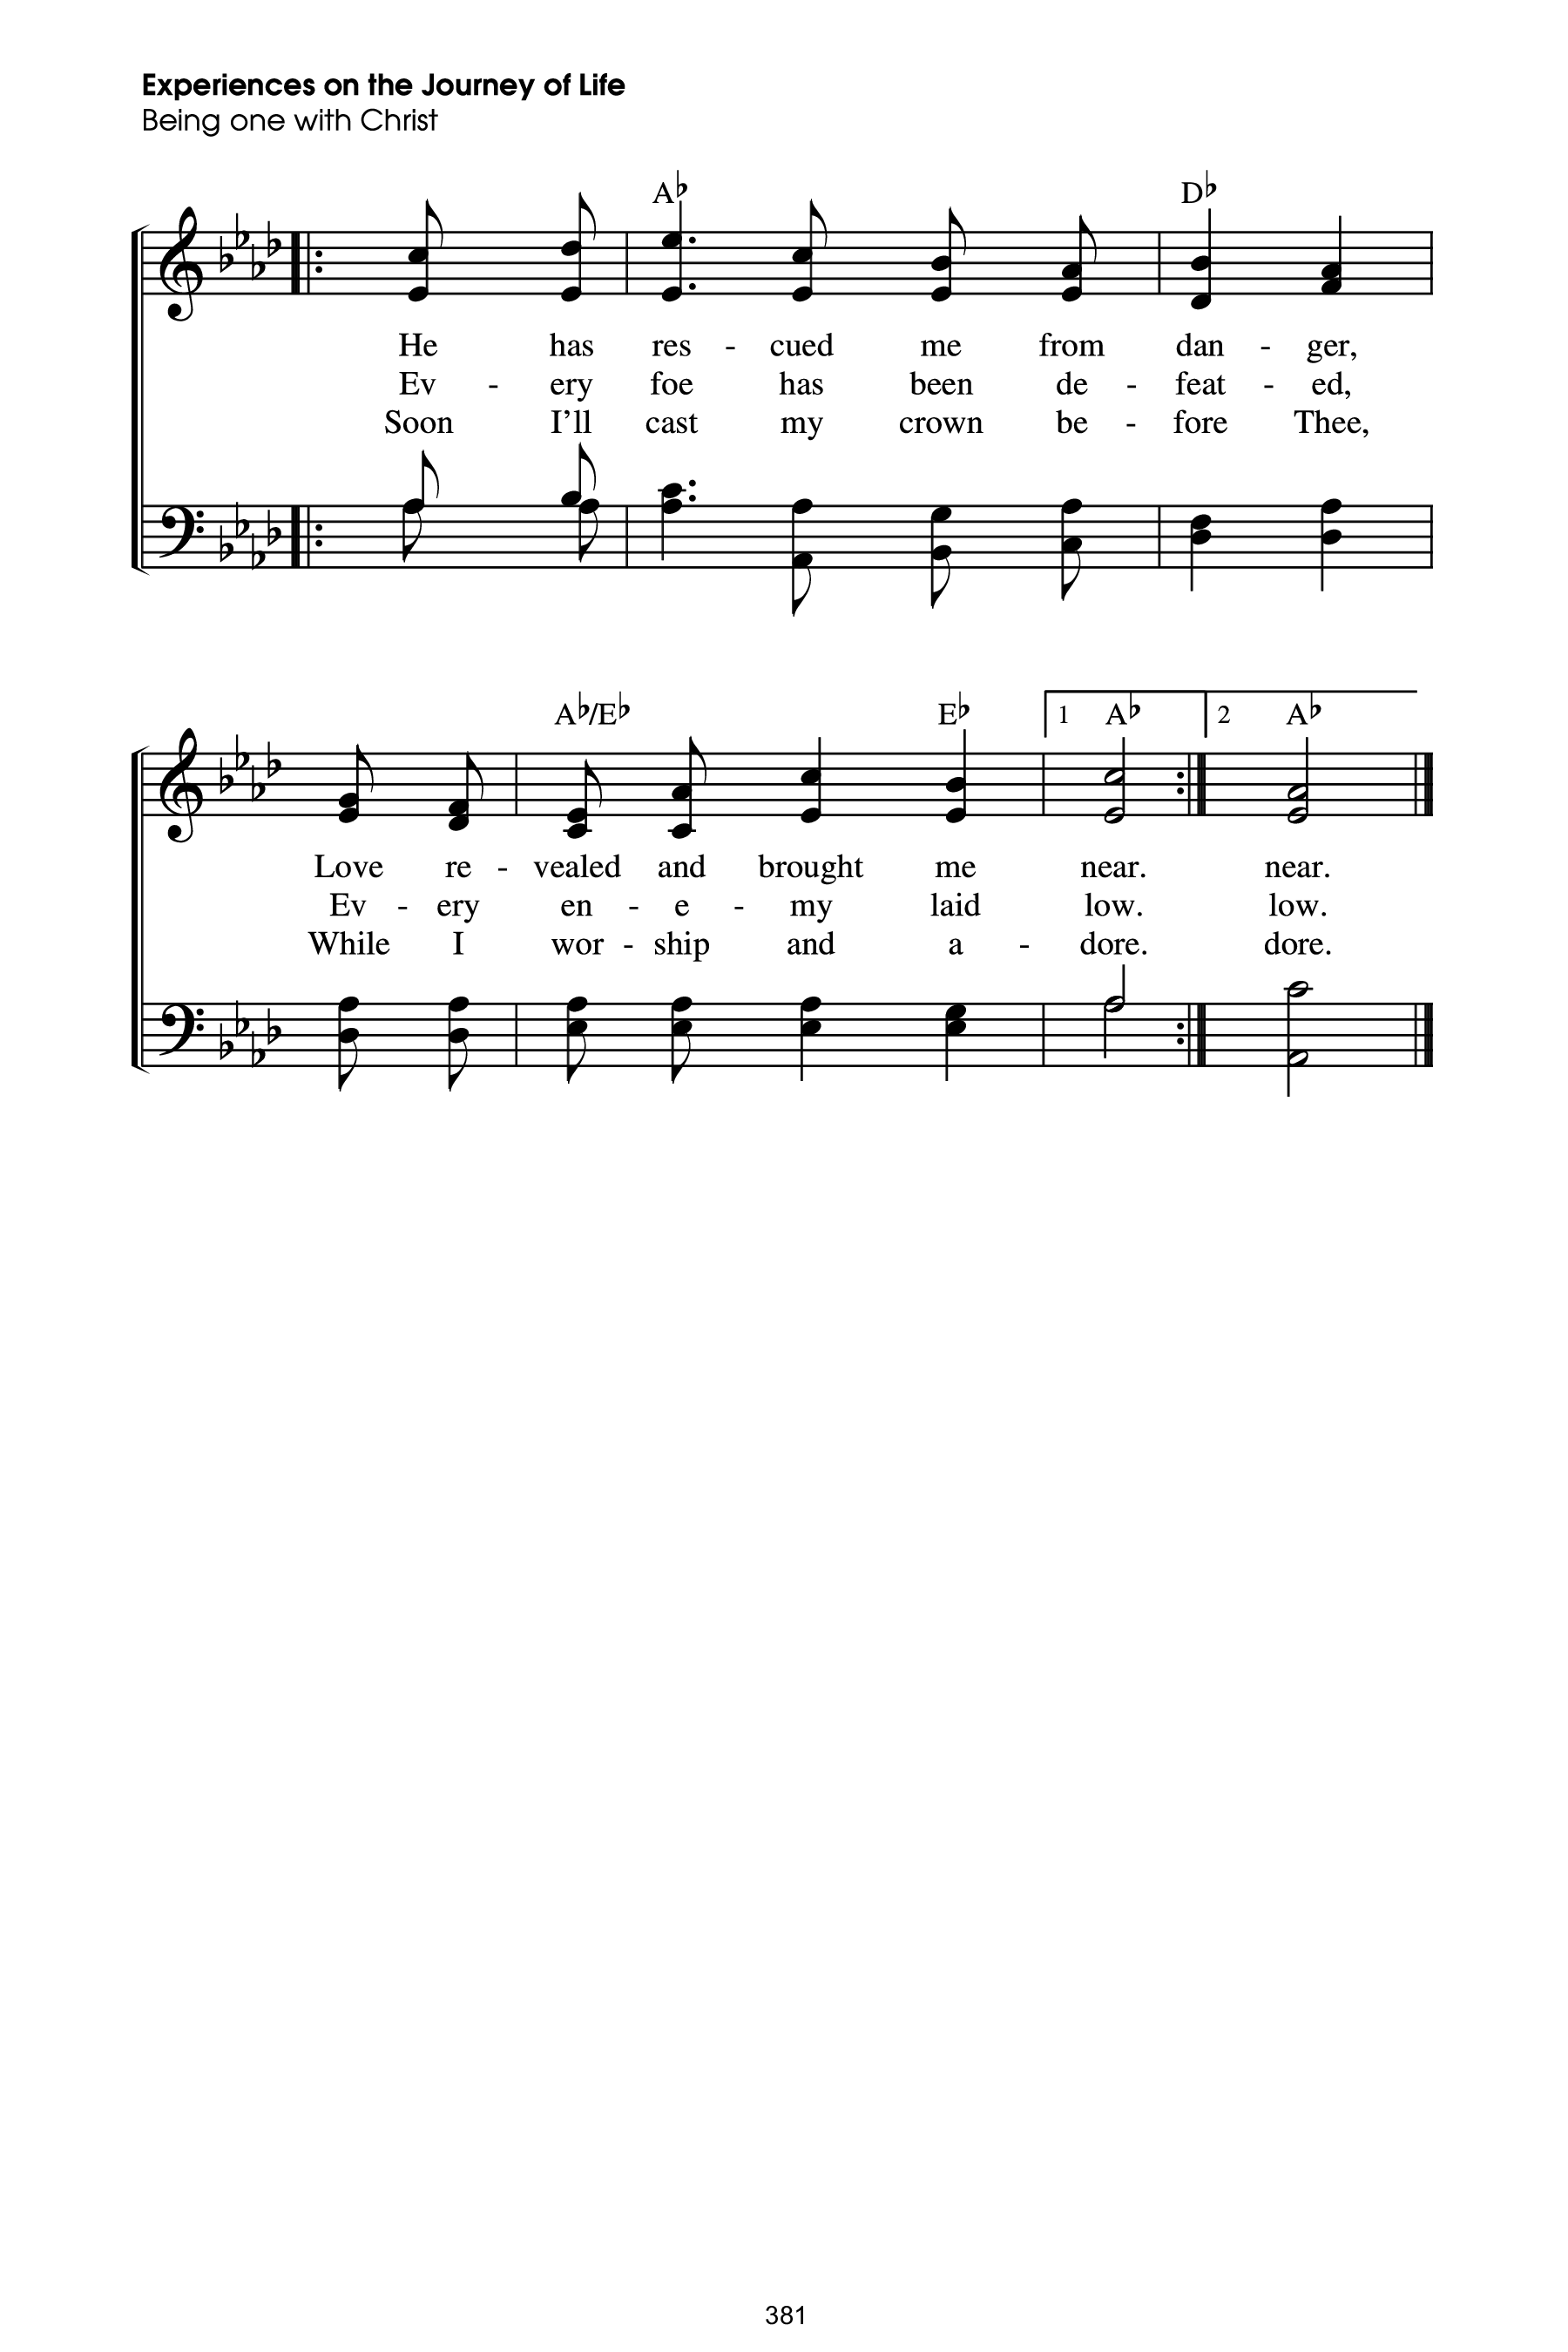 Experiences on the Journey of Life
Being one with Christ
A♭ D♭
He has res - cued me from dan - ger,
Ev - ery foe has been de - feat - ed,
Soon I’ll cast my crown be - fore Thee,
A♭/E♭ E♭ 1 A♭ 2 A♭
Love re - vealed and brought me near. near.
Ev - ery en - e - my laid low. low.
While I wor - ship and a - dore. dore.
381